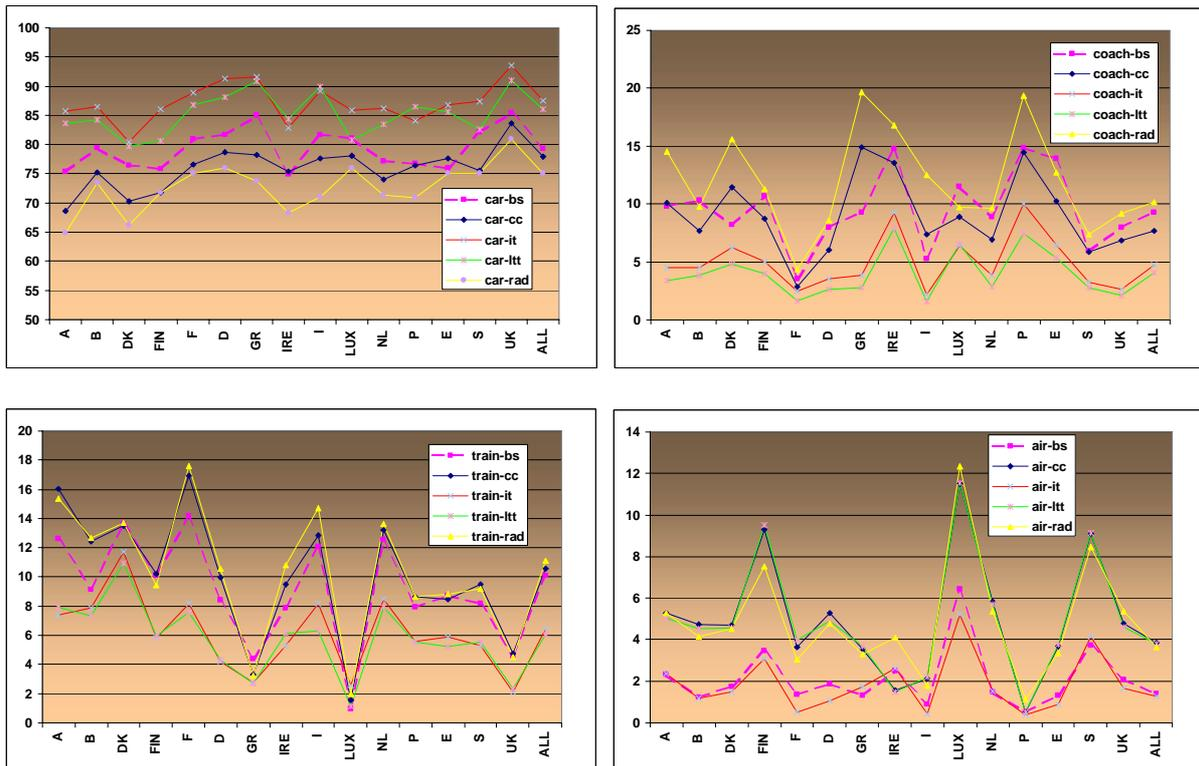 100
95
90
85
80
75
70
65
60
55
50
car-bs
car-cc
car-it
car-ltt
car-rad
A B DK FIN F D GR IRE I LUX NL P E S UK ALL
25
20
15
10
5
0
coach-bs
coach-cc
coach-it
coach-ltt
coach-rad
A B DK FIN F D GR IRE I LUX NL P E S UK ALL
20
18
16
14
12
10
8
6
4
2
0
train-bs
train-cc
train-it
train-ltt
train-rad
A B DK FIN F D GR IRE I LUX NL P E S UK ALL
14
12
10
8
6
4
2
0
air-bs
air-cc
air-it
air-ltt
air-rad
A B DK FIN F D GR IRE I LUX NL P E S UK ALL